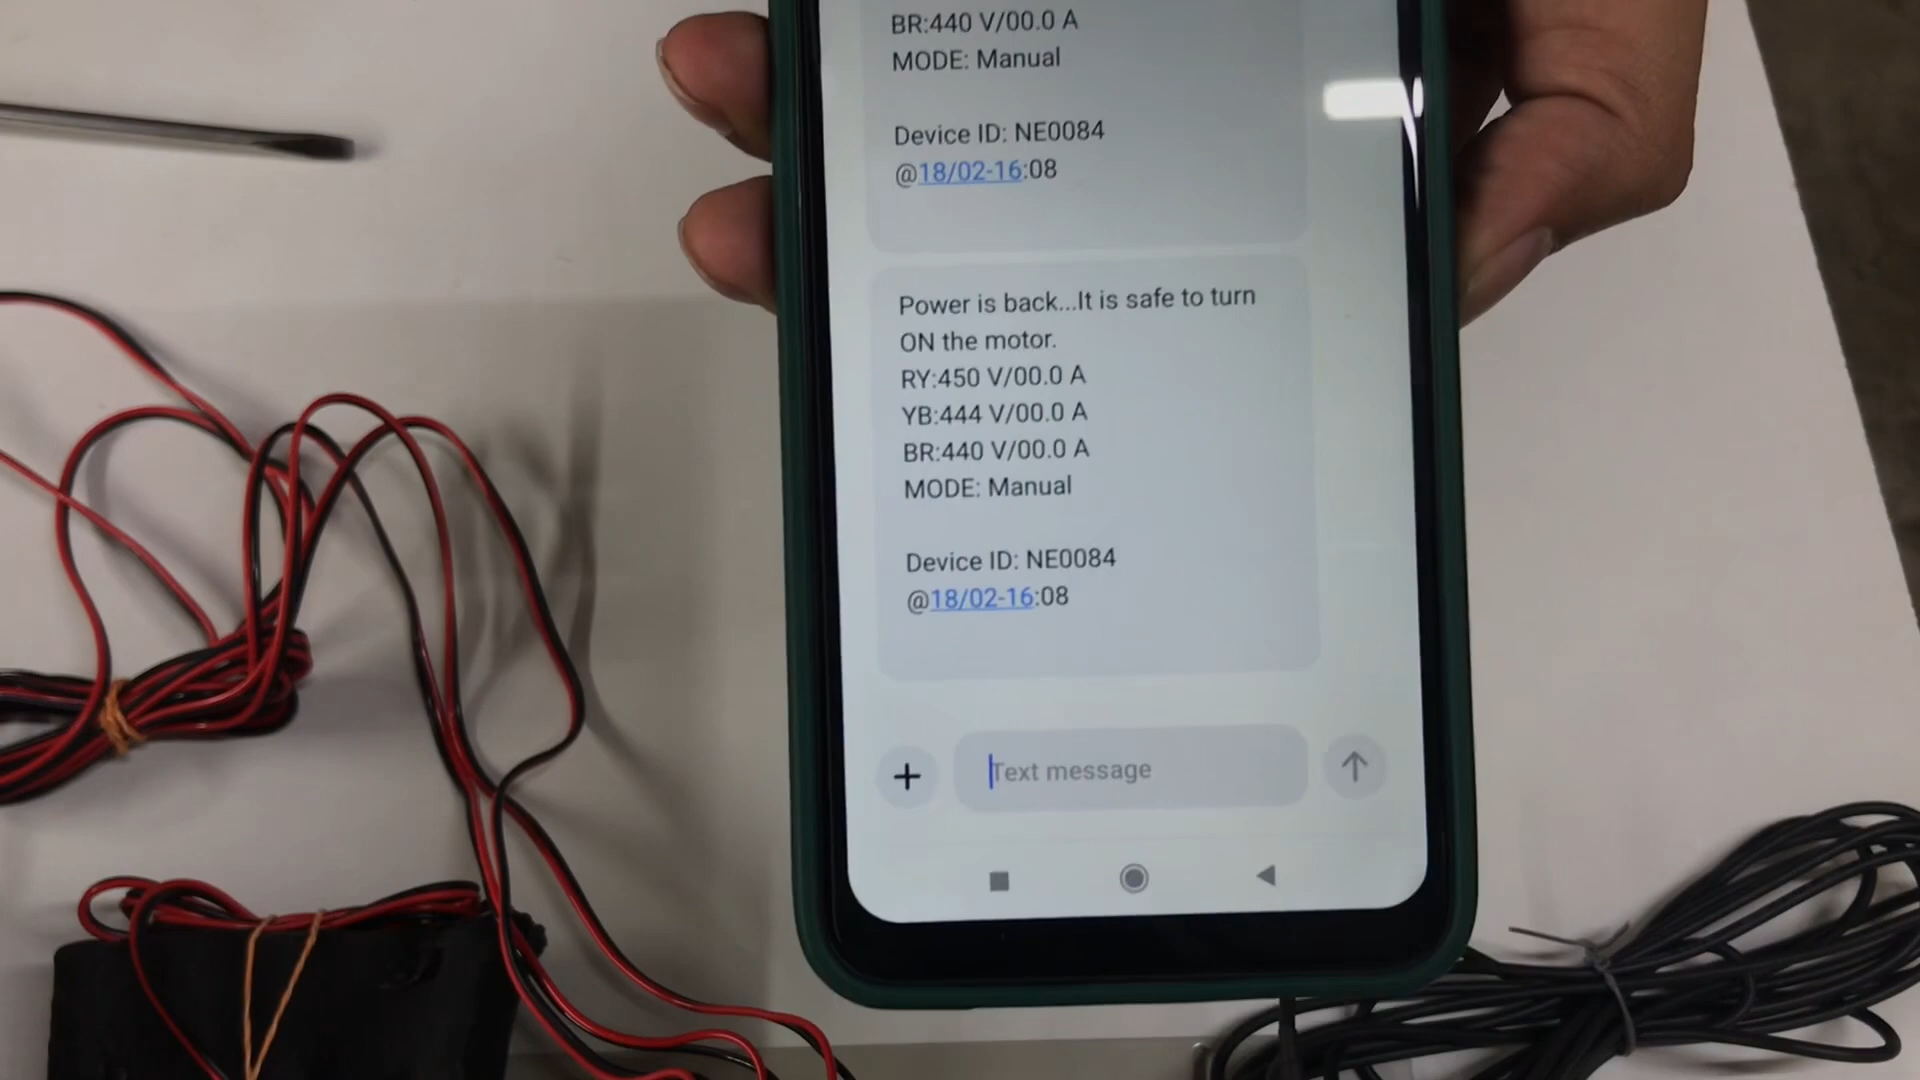 BR:440 V/00.0 A
MODE: Manual
Device ID: NE0084
@18/02-16:08
Power is back...It is safe to turn
ON the motor.
RY:450 V/00.0 A
YB:444 V/00.0 A
BR:440 V/00.0 A
MODE: Manual
Device ID: NE0084
@18/02-16:08
Text message